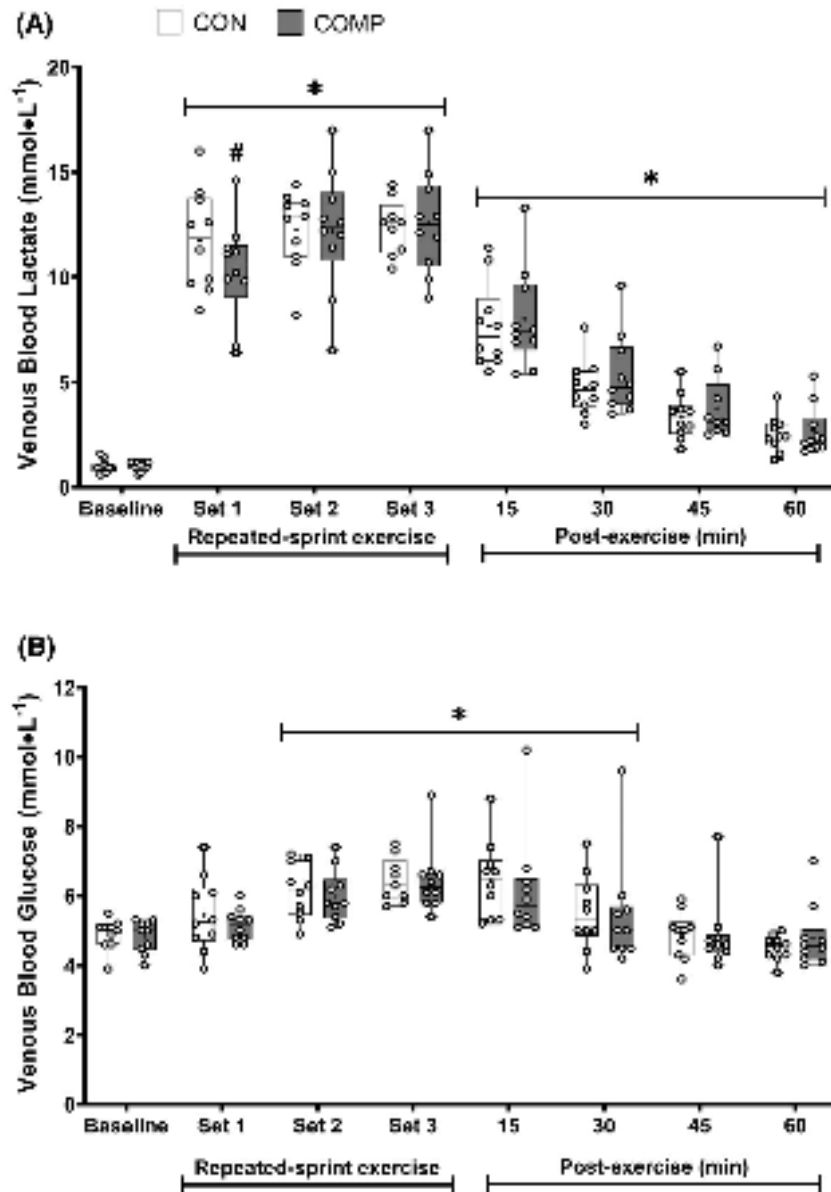 (A)
CON COMP
Venous Blood Lactate (mmol•L⁻¹)
20
15
10
5
0
*
#
*
Baseline Set 1 Set 2 Set 3 15 30 45 60
Repeated-sprint exercise Post-exercise (min)
(B)
Venous Blood Glucose (mmol•L⁻¹)
12
10
8
6
4
2
0
*
Baseline Set 1 Set 2 Set 3 15 30 45 60
Repeated-sprint exercise Post-exercise (min)